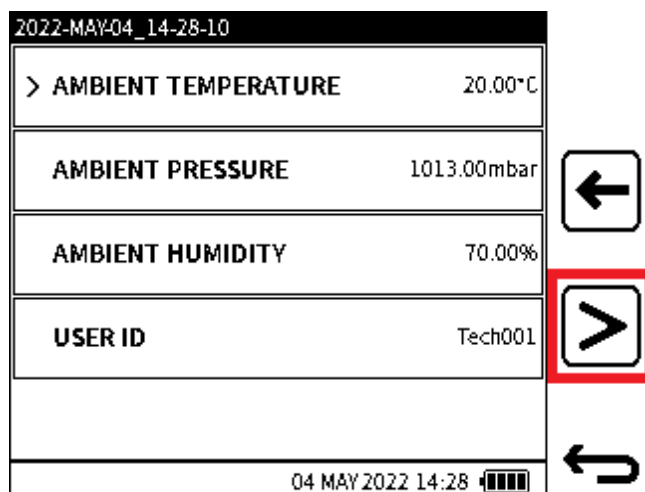 2022-MAY-04_14-28-10
> AMBIENT TEMPERATURE 20.00°C
AMBIENT PRESSURE 1013.00mbar
AMBIENT HUMIDITY 70.00%
USER ID Tech001
04 MAY 2022 14:28